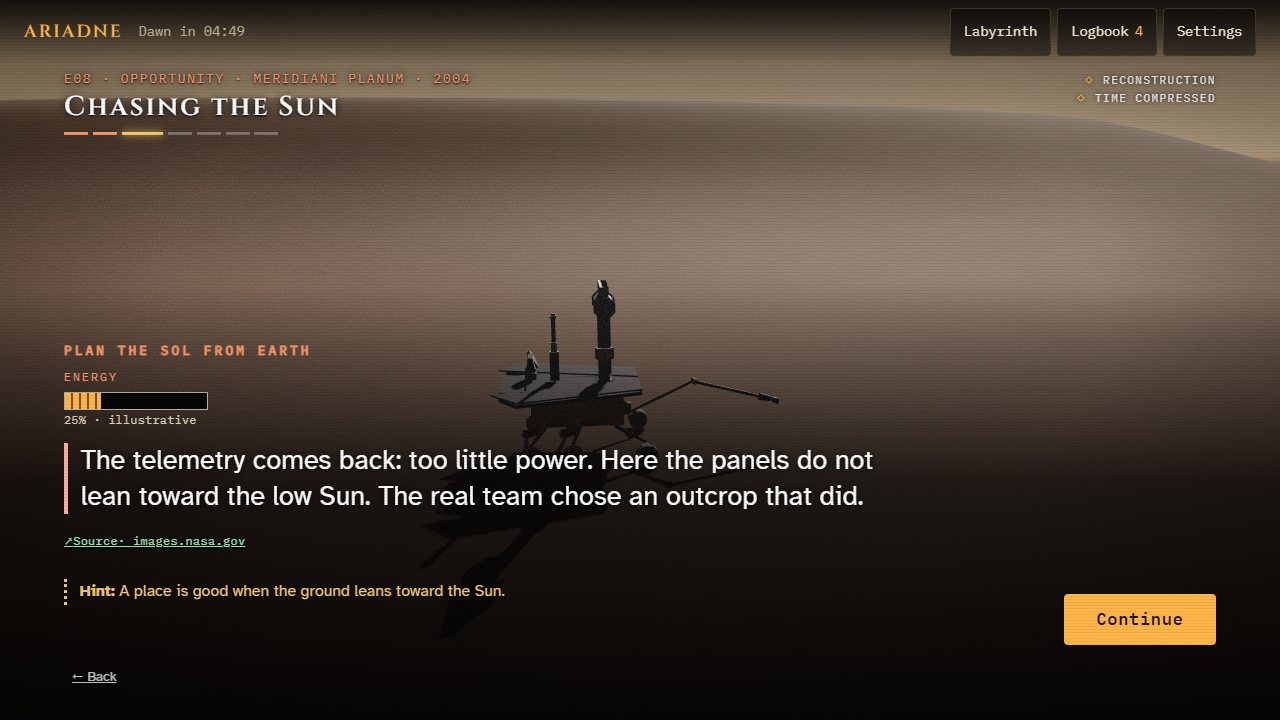 ARIADNE Dawn in 04:49 Labyrinth Logbook 4 Settings
E08 · OPPORTUNITY · MERIDIANI PLANUM · 2004
Chasing the Sun
◇ RECONSTRUCTION
◇ TIME COMPRESSED
PLAN THE SOL FROM EARTH
ENERGY
25% · illustrative
The telemetry comes back: too little power. Here the panels do not
lean toward the low Sun. The real team chose an outcrop that did.
↗Source· images.nasa.gov
Hint: A place is good when the ground leans toward the Sun.
Continue
← Back